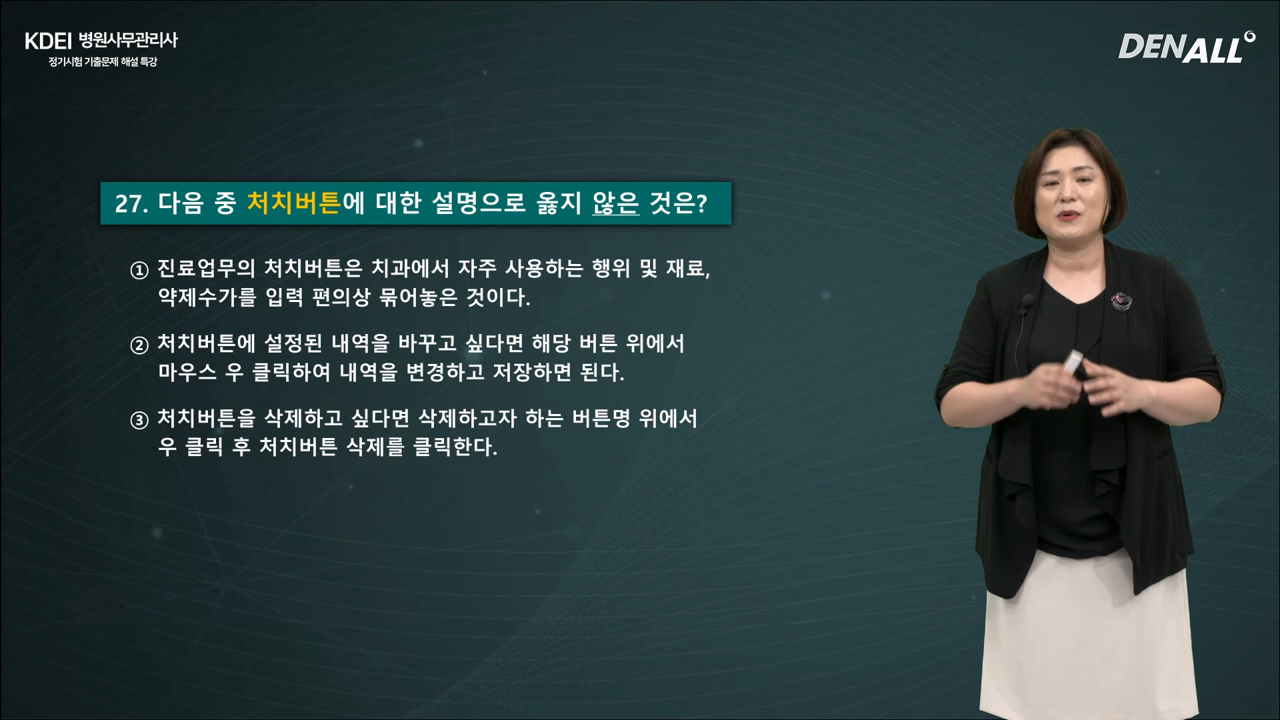 KDEI 병원사무관리사
정기시험 기출문제 해설 특강
DENALL
27. 다음 중 처치버튼에 대한 설명으로 옳지 않은 것은?
① 진료업무의 처치버튼은 치과에서 자주 사용하는 행위 및 재료,
약제수가를 입력 편의상 묶어놓은 것이다.
② 처치버튼에 설정된 내역을 바꾸고 싶다면 해당 버튼 위에서
마우스 우 클릭하여 내역을 변경하고 저장하면 된다.
③ 처치버튼을 삭제하고 싶다면 삭제하고자 하는 버튼명 위에서
우 클릭 후 처치버튼 삭제를 클릭한다.